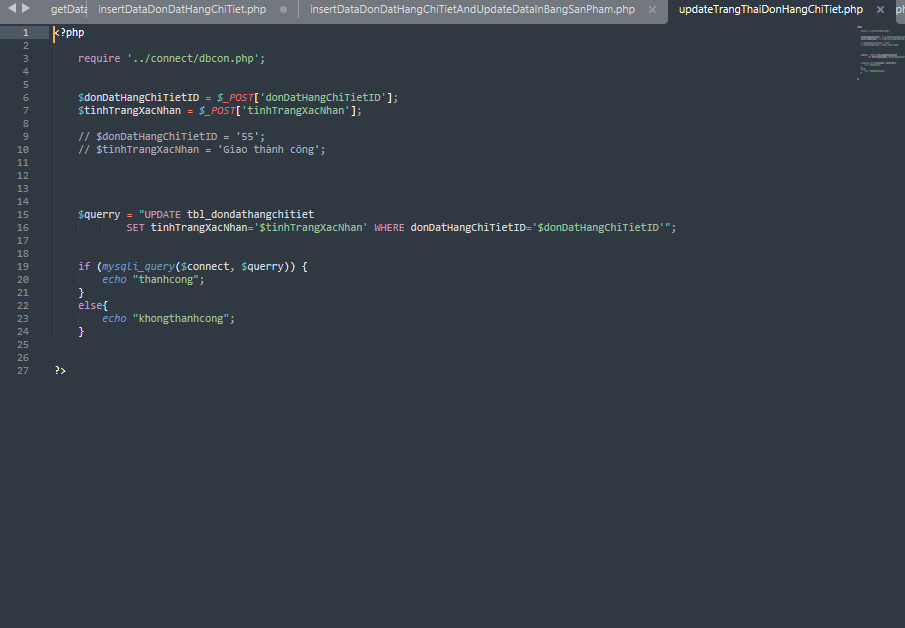 getData
insertDataDonDatHangChiTiet.php
insertDataDonDatHangChiTietAndUpdateDataInBangSanPham.php
updateTrangThaiDonHangChiTiet.php
ph
1 <?php
2
3 require '../connect/dbcon.php';
4
5
6 $donDatHangChiTietID = $_POST['donDatHangChiTietID'];
7 $tinhTrangXacNhan = $_POST['tinhTrangXacNhan'];
8
9 // $donDatHangChiTietID = '55';
10 // $tinhTrangXacNhan = 'Giao thành công';
11
12
13
14
15 $querry = "UPDATE tbl_dondathangchitiet
16 SET tinhTrangXacNhan='$tinhTrangXacNhan' WHERE donDatHangChiTietID='$donDatHangChiTietID'";
17
18
19 if (mysqli_query($connect, $querry)) {
20 echo "thanhcong";
21 }
22 else{
23 echo "khongthanhcong";
24 }
25
26
27 ?>